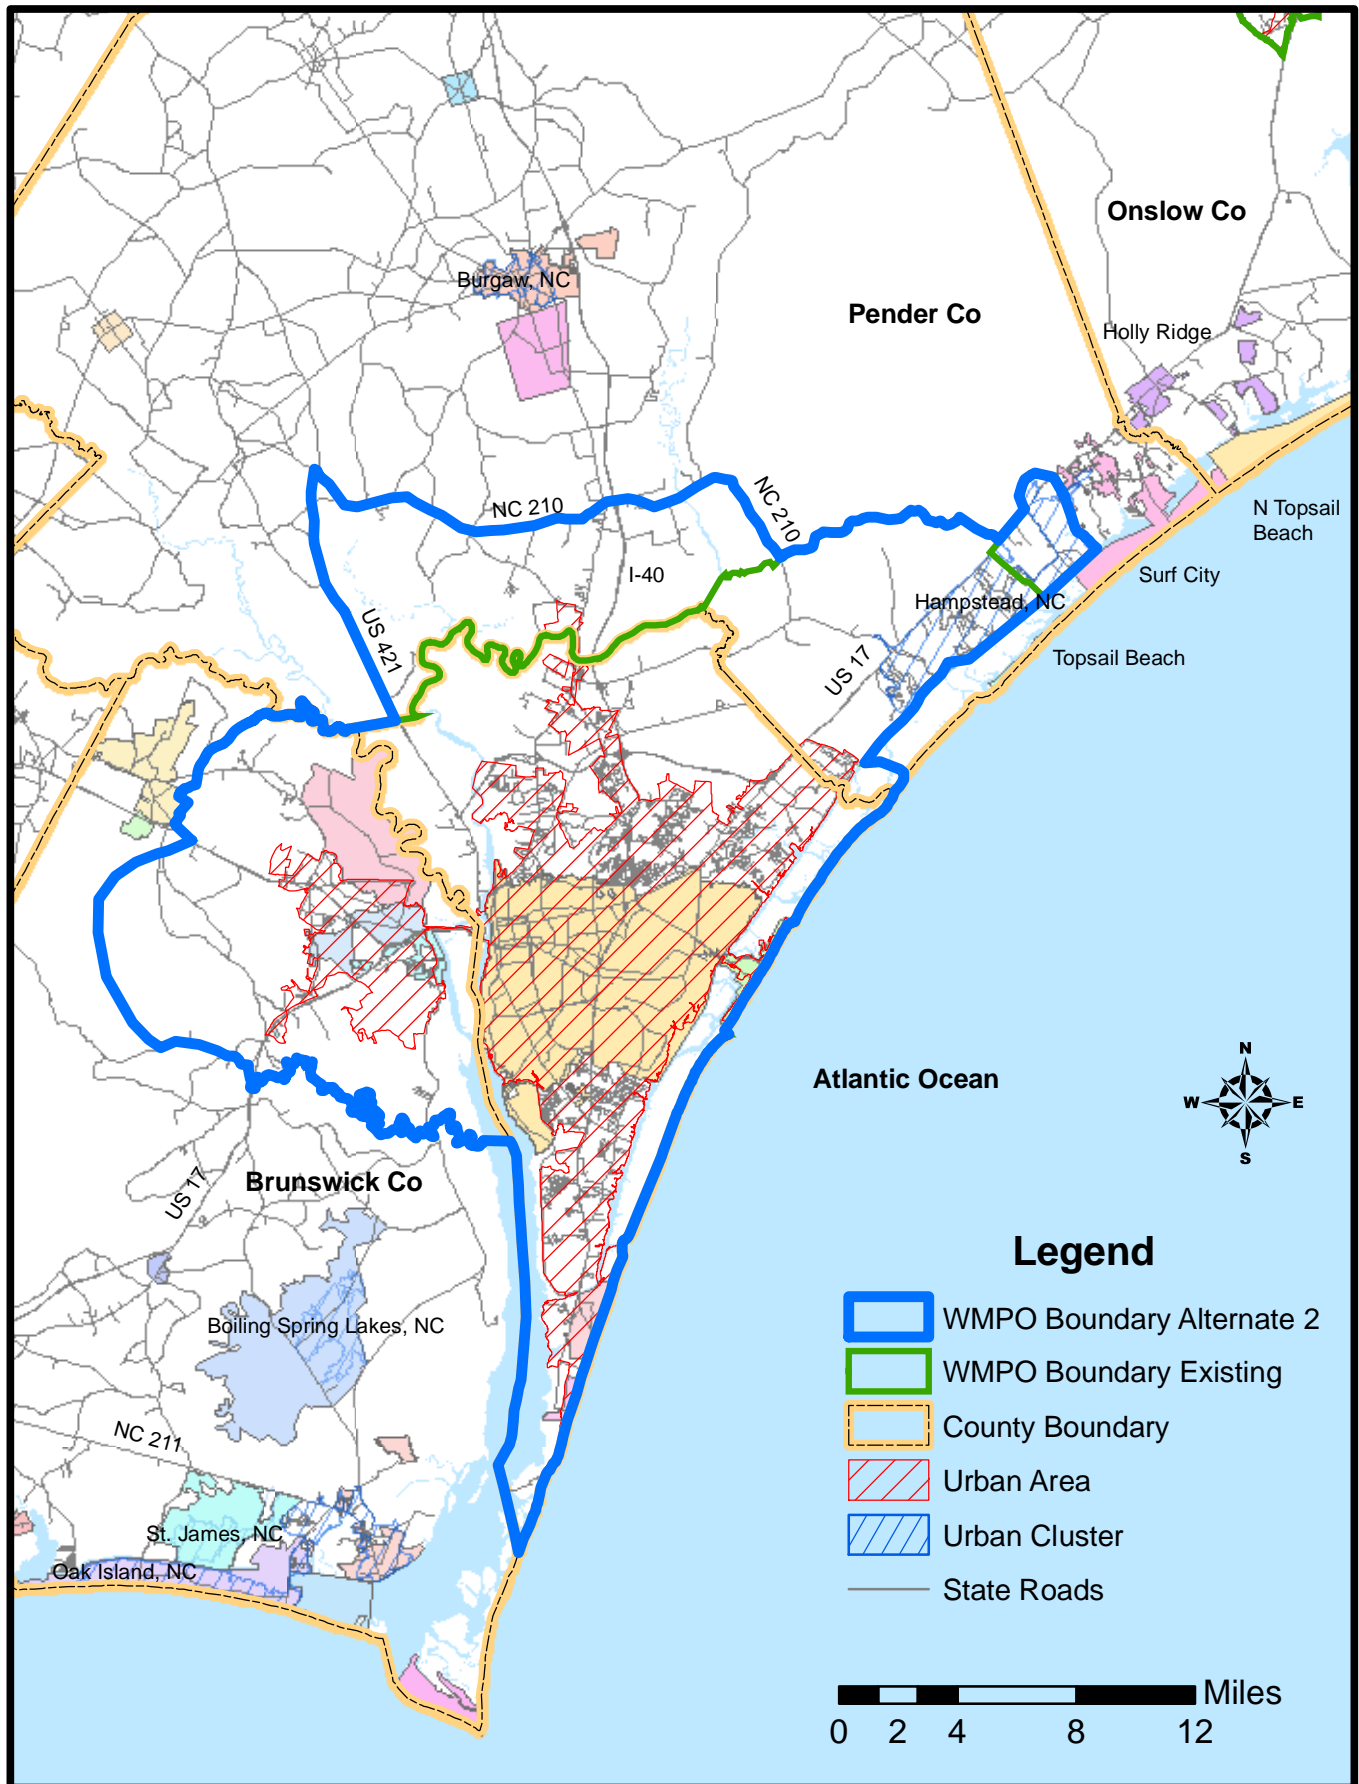 Onslow Co
Burgaw, NC
Pender Co
Holly Ridge
NC 210
NC 210
N Topsail
Beach
I-40
Surf City
Hampstead, NC
US 421
Topsail Beach
US 17
Atlantic Ocean
N
W
E
S
Brunswick Co
US 17
Boiling Spring Lakes, NC
NC 211
St. James, NC
Oak Island, NC
Legend
WMPO Boundary Alternate 2
WMPO Boundary Existing
County Boundary
Urban Area
Urban Cluster
State Roads
Miles
0 2 4 8 12